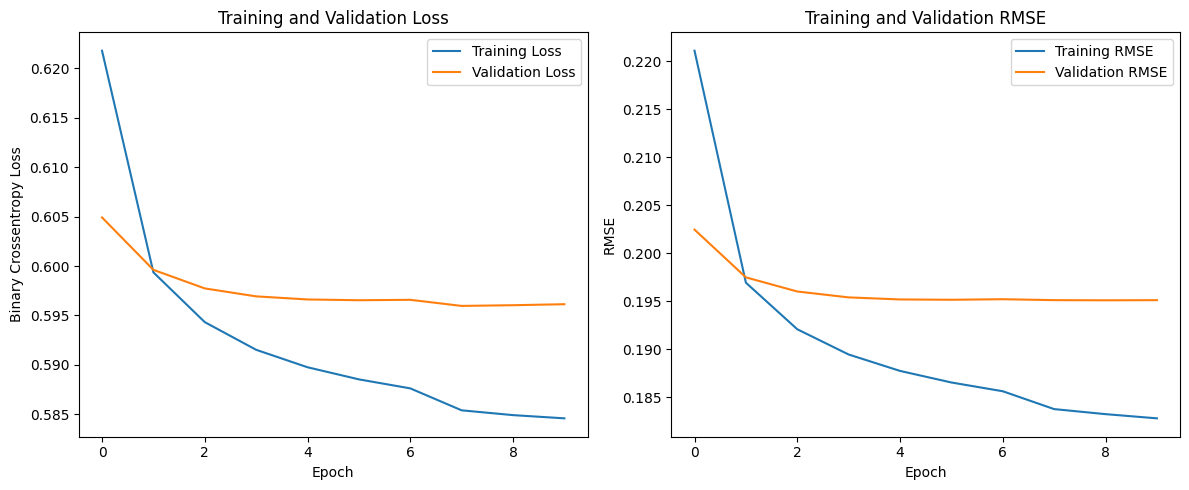 Training and Validation Loss
Training Loss
Validation Loss
0.620
0.615
0.610
0.605
0.600
0.595
0.590
0.585
Binary Crossentropy Loss
0
2
4
6
8
Epoch
Training and Validation RMSE
Training RMSE
Validation RMSE
0.220
0.215
0.210
0.205
0.200
0.195
0.190
0.185
RMSE
0
2
4
6
8
Epoch